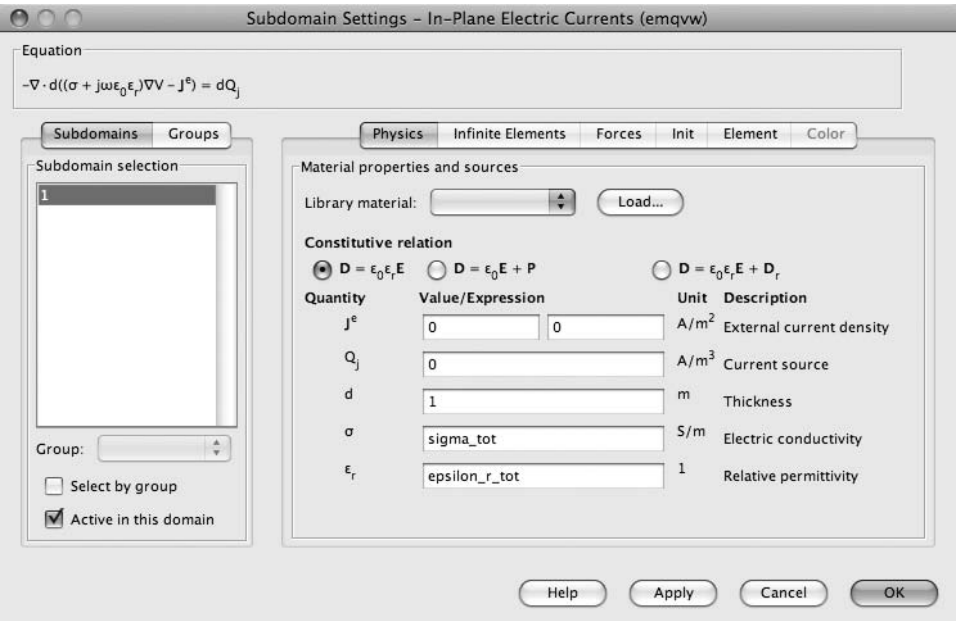 Subdomain Settings – In-Plane Electric Currents (emqvw)
Equation
-∇ · d((σ + jωε₀εᵣ)∇V – Jᵉ) = dQⱼ
Subdomains Groups
Subdomain selection
1
Group:
Select by group
Active in this domain
Physics Infinite Elements Forces Init Element Color
Material properties and sources
Library material: Load...
Constitutive relation
D = ε₀εᵣE D = ε₀E + P D = ε₀εᵣE + Dᵣ
Quantity Value/Expression Unit Description
Jᵉ 0 0 A/m² External current density
Qⱼ 0 A/m³ Current source
d 1 m Thickness
σ sigma_tot S/m Electric conductivity
εᵣ epsilon_r_tot 1 Relative permittivity
Help Apply Cancel OK